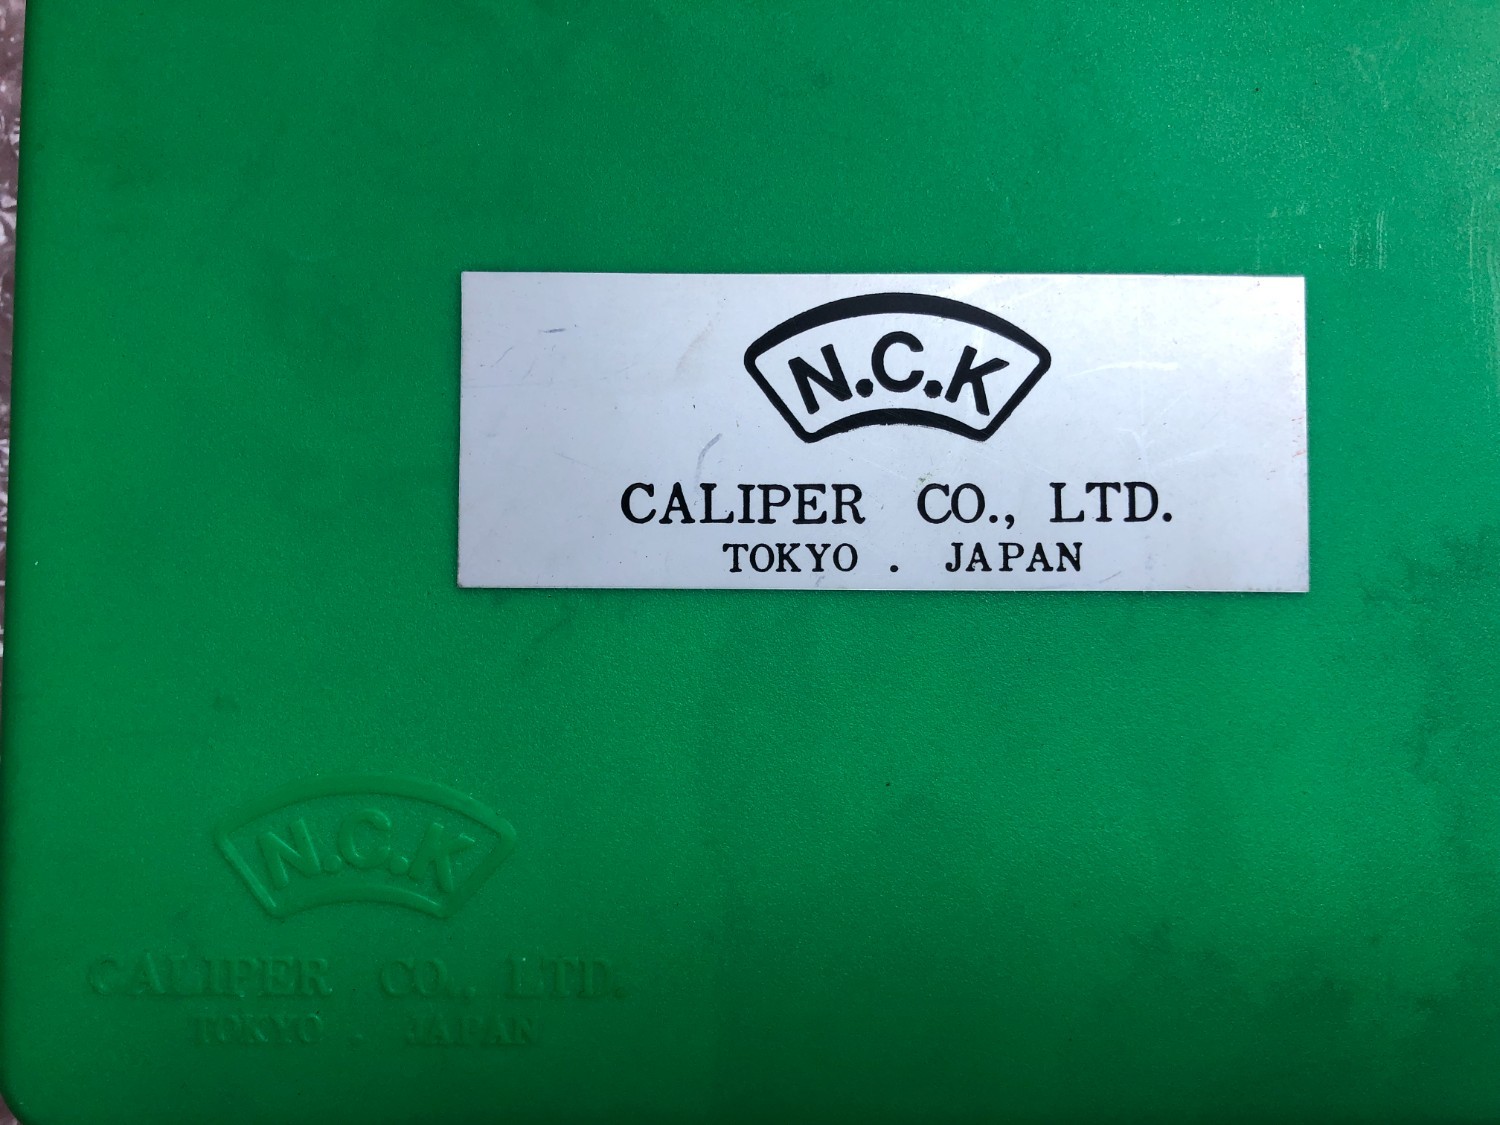 N.C.K
CALIPER CO., LTD.
TOKYO . JAPAN
N.C.K
CALIPER CO., LTD.
TOKYO . JAPAN